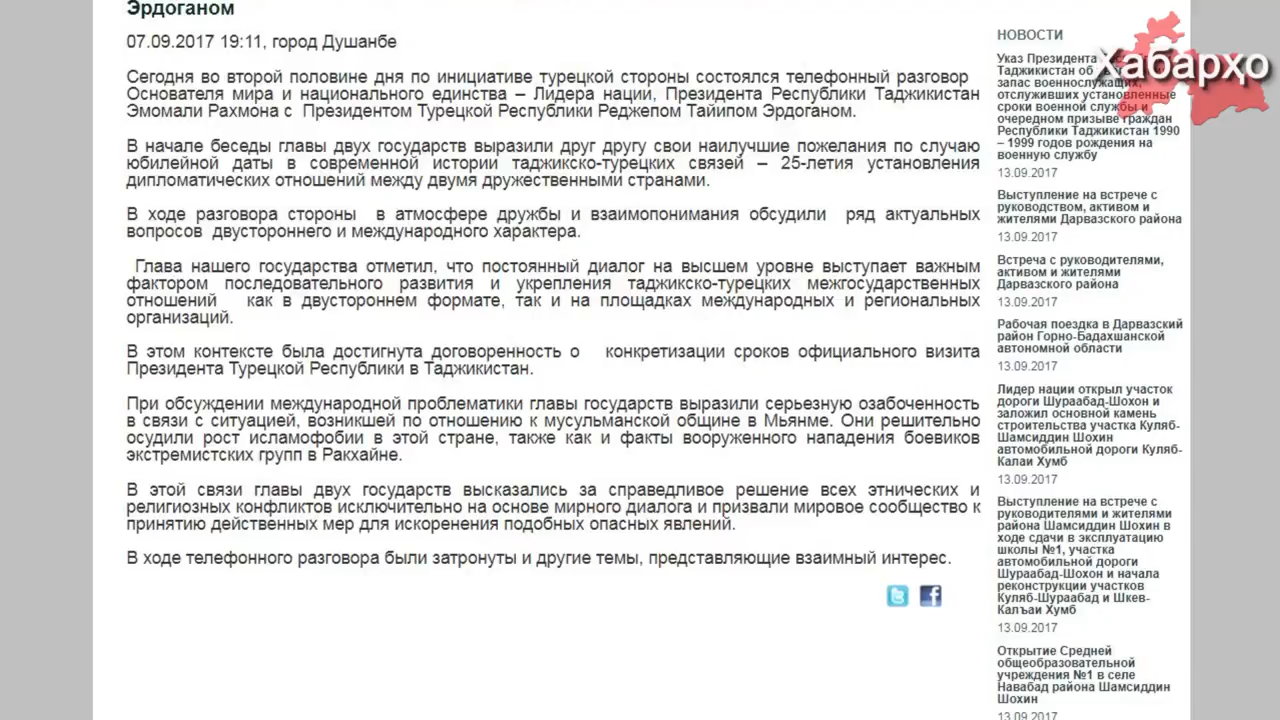 Эрдоганом
07.09.2017 19:11, город Душанбе
Сегодня во второй половине дня по инициативе турецкой стороны состоялся телефонный разговор
Основателя мира и национального единства – Лидера нации, Президента Республики Таджикистан
Эмомали Рахмона с Президентом Турецкой Республики Реджепом Тайипом Эрдоганом.
В начале беседы главы двух государств выразили друг другу свои наилучшие пожелания по случаю
юбилейной даты в современной истории таджикско-турецких связей – 25-летия установления
дипломатических отношений между двумя дружественными странами.
В ходе разговора стороны в атмосфере дружбы и взаимопонимания обсудили ряд актуальных
вопросов двустороннего и международного характера.
Глава нашего государства отметил, что постоянный диалог на высшем уровне выступает важным
фактором последовательного развития и укрепления таджикско-турецких межгосударственных
отношений как в двустороннем формате, так и на площадках международных и региональных
организаций.
В этом контексте была достигнута договоренность о конкретизации сроков официального визита
Президента Турецкой Республики в Таджикистан.
При обсуждении международной проблематики главы государств выразили серьезную озабоченность
в связи с ситуацией, возникшей по отношению к мусульманской общине в Мьянме. Они решительно
осудили рост исламофобии в этой стране, также как и факты вооруженного нападения боевиков
экстремистских групп в Ракхайне.
В этой связи главы двух государств высказались за справедливое решение всех этнических и
религиозных конфликтов исключительно на основе мирного диалога и призвали мировое сообщество к
принятию действенных мер для искоренения подобных опасных явлений.
В ходе телефонного разговора были затронуты и другие темы, представляющие взаимный интерес.
НОВОСТИ
Хабарҳо
Указ Президента
Таджикистан об
запас военнослужащих,
отслуживших установленные
сроки военной службы и
очередном призыве граждан
Республики Таджикистан 1990
– 1999 годов рождения на
военную службу
13.09.2017
Выступление на встрече с
руководством, активом и
жителями Дарвазского района
13.09.2017
Встреча с руководителями,
активом и жителями
Дарвазского района
13.09.2017
Рабочая поездка в Дарвазский
район Горно-Бадахшанской
автономной области
13.09.2017
Лидер нации открыл участок
дороги Шураабад-Шохон и
заложил основной камень
строительства участка Куляб-
Шамсиддин Шохин
автомобильной дороги Куляб-
Калаи Хумб
13.09.2017
Выступление на встрече с
руководителями и жителями
района Шамсиддин Шохин в
ходе сдачи в эксплуатацию
школы №1, участка
автомобильной дороги
Шураабад-Шохон и начала
реконструкции участков
Куляб-Шураабад и Шкев-
Калъаи Хумб
13.09.2017
Открытие Средней
общеобразовательной
учреждения №1 в селе
Навабад района Шамсиддин
Шохин
13.09.2017